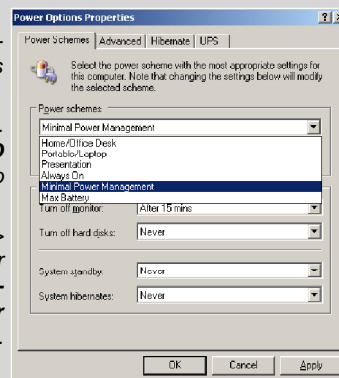 Power Options Properties
Power Schemes Advanced Hibernate UPS
Select the power scheme with the most appropriate settings for
this computer. Note that changing the settings below will modify
the selected scheme.
Power schemes
Minimal Power Management
Home/Office Desk
Portable/Laptop
Presentation
Always On
Minimal Power Management
Max Battery
Turn off monitor: After 15 mins
Turn off hard disks: Never
System standby: Never
System hibernates: Never
OK Cancel Apply